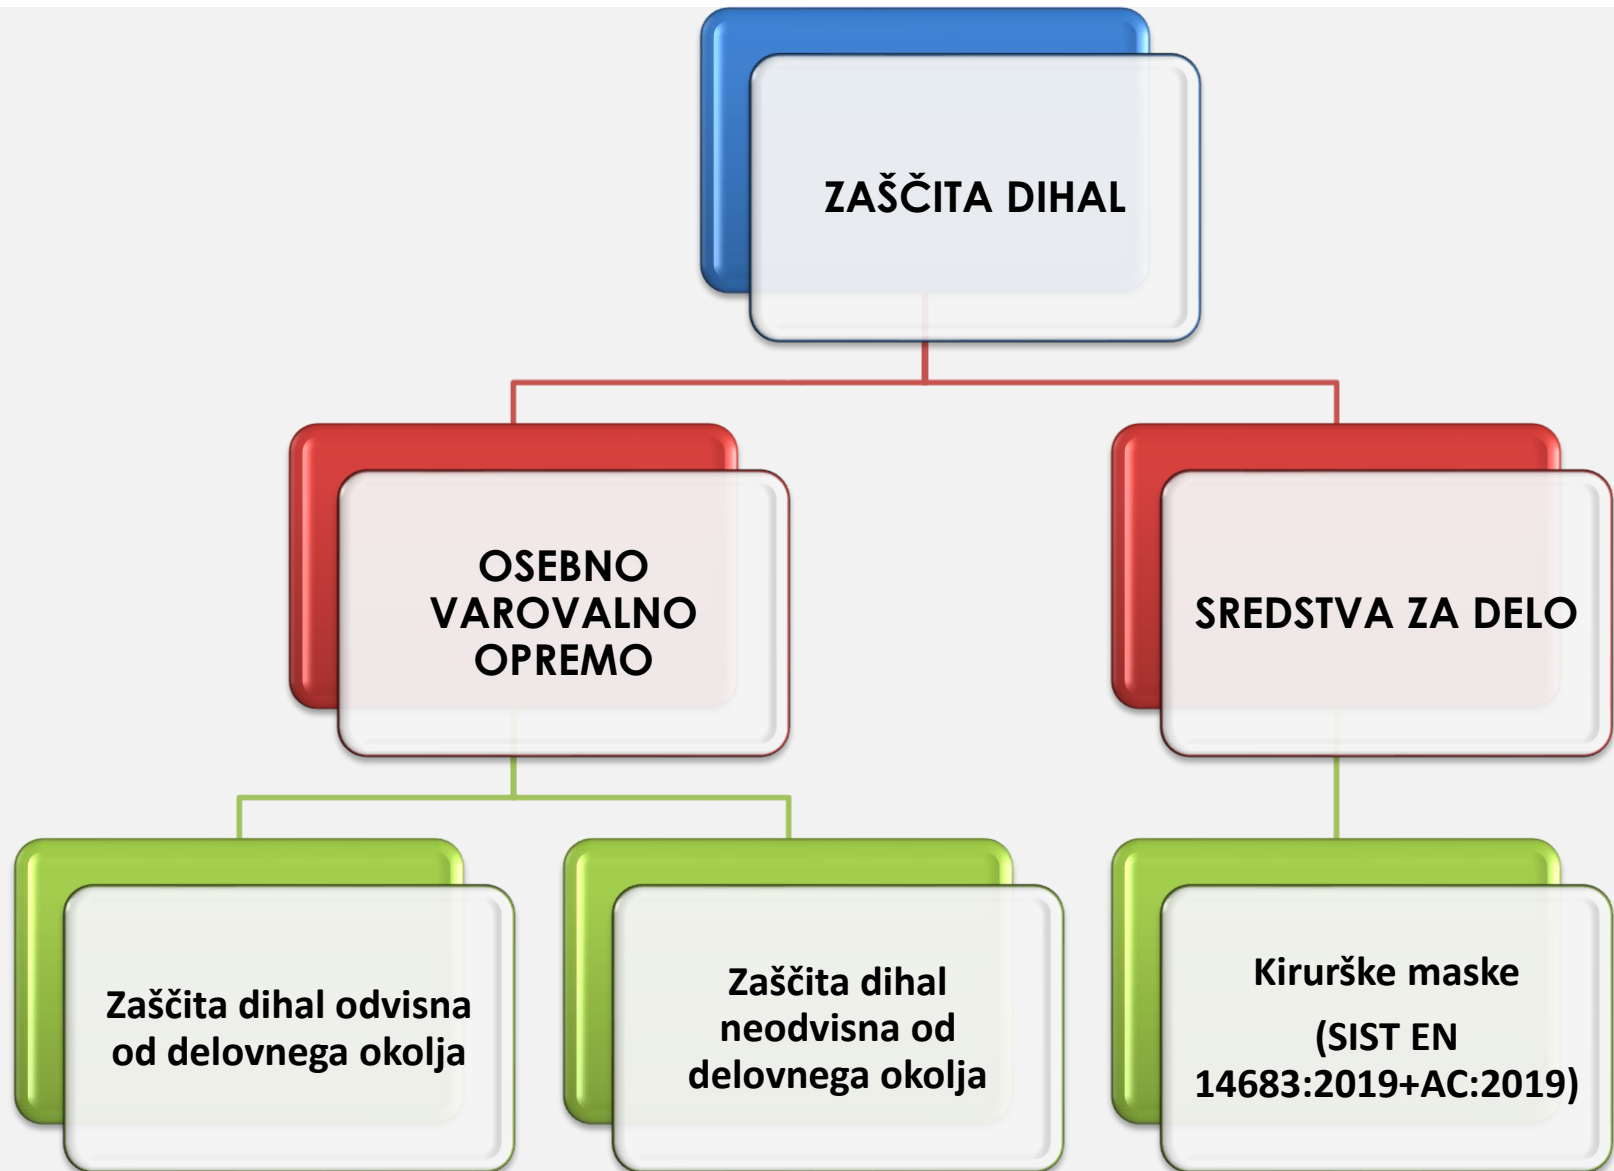 ZAŠČITA DIHAL
OSEBNO
VAROVALNO
OPREMO
SREDSTVA ZA DELO
Zaščita dihal odvisna
od delovnega okolja
Zaščita dihal
neodvisna od
delovnega okolja
Kirurške maske
(SIST EN
14683:2019+AC:2019)